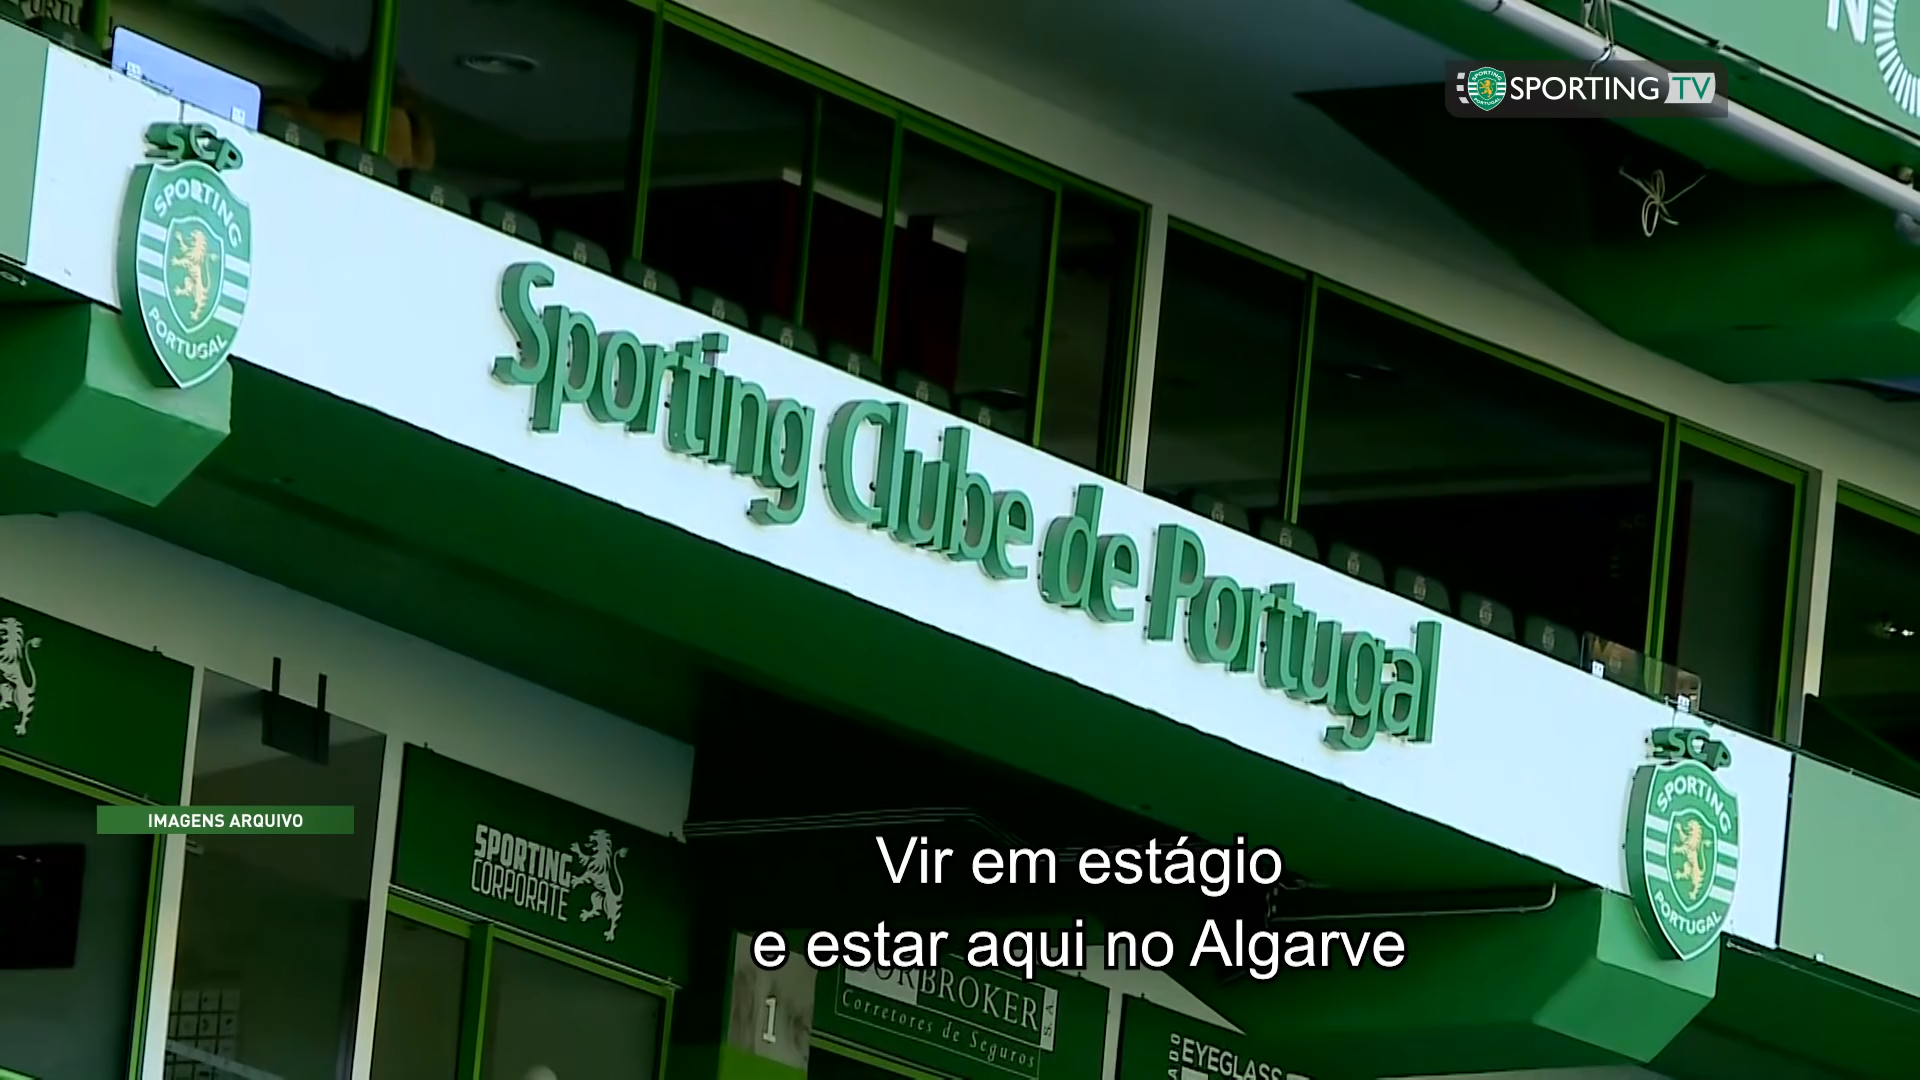 SPORTING TV
SCP
SPORTING
PORTUGAL
Sporting Clube de Portugal
SCP
SPORTING
PORTUGAL
IMAGENS ARQUIVO
SPORTING
CORPORATE
Vir em estágio
e estar aqui no Algarve
BROKER S.A.
Corretores de Seguros
1
EYEGLASS